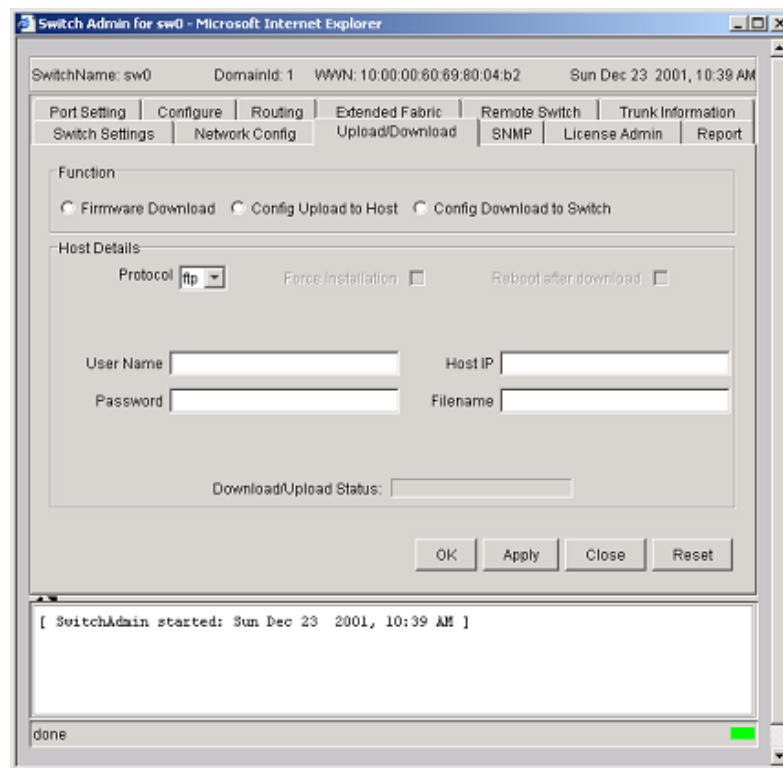 Switch Admin for sw0 - Microsoft Internet Explorer
SwitchName: sw0 DomainId: 1 WWN: 10:00:00:60:69:80:04:b2 Sun Dec 23 2001, 10:39 AM
Port Setting Configure Routing Extended Fabric Remote Switch Trunk Information
Switch Settings Network Config Upload/Download SNMP License Admin Report
Function
Firmware Download Config Upload to Host Config Download to Switch
Host Details
Protocol ftp Force Installation Reboot after download
User Name Host IP
Password Filename
Download/Upload Status:
OK Apply Close Reset
[ SwitchAdmin started: Sun Dec 23 2001, 10:39 AM ]
done